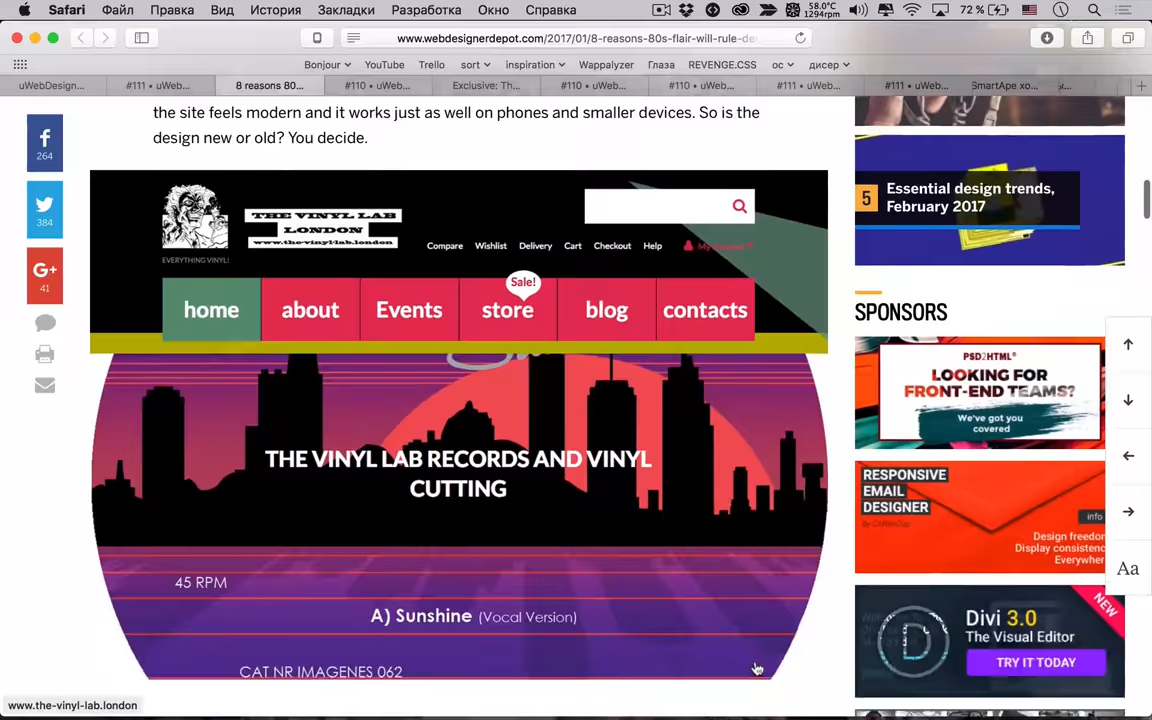 Safari Файл Правка Вид История Закладки Разработка Окно Справка 58.0°C 1294rpm 72 %
www.webdesignerdepot.com/2017/01/8-reasons-80s-flair-will-rule-de
Bonjour YouTube Trello sort inspiration Wappalyzer Глаза REVENGE.CSS ос дисер
uWebDesign... #111 • uWeb... 8 reasons 80... #110 • uWeb... Exclusive: Th... #110 • uWeb... #110 • uWeb... #111 • uWeb... #111 • uWeb... SmartApe хо...
the site feels modern and it works just as well on phones and smaller devices. So is the
design new or old? You decide.
264
384
G+
41
THE VINYL LAB
LONDON
www.the-vinyl-lab.london
EVERYTHING VINYL!
Compare Wishlist Delivery Cart Checkout Help
Sale!
home about Events store blog contacts
THE VINYL LAB RECORDS AND VINYL
CUTTING
45 RPM
A) Sunshine (Vocal Version)
CAT NR IMAGENES 062
5 Essential design trends,
February 2017
SPONSORS
PSD2HTML®
LOOKING FOR
FRONT-END TEAMS?
We've got you
covered
RESPONSIVE
EMAIL
DESIGNER
info
Design freedom
Display consistenc
Everywher
NEW
Divi 3.0
The Visual Editor
TRY IT TODAY
Aa
www.the-vinyl-lab.london